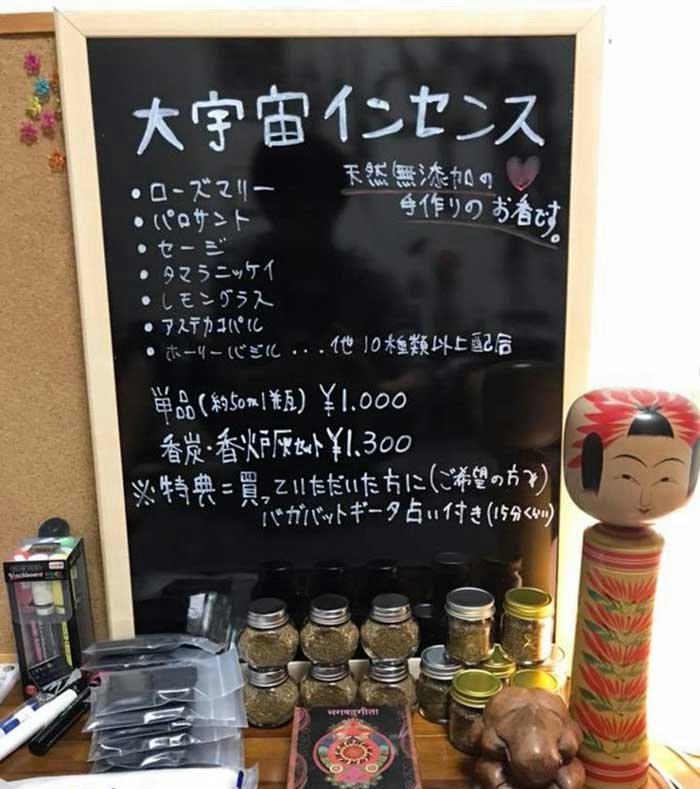 大宇宙インセンス
天然無添加の
手作りのお香です。
・ローズマリー
・パロサント
・セージ
・タマラニッケイ
・レモングラス
・アステカコパル
・ホーリーバジル...他10種類以上配合
単品(約50ml瓶)¥1.000
香炭・香炉灰セット¥1.300
※特典=買っていただいた方に(ご希望の方や)
バガバットギータ占い付き(15分くらい)
blackboard
भगवद्गीता